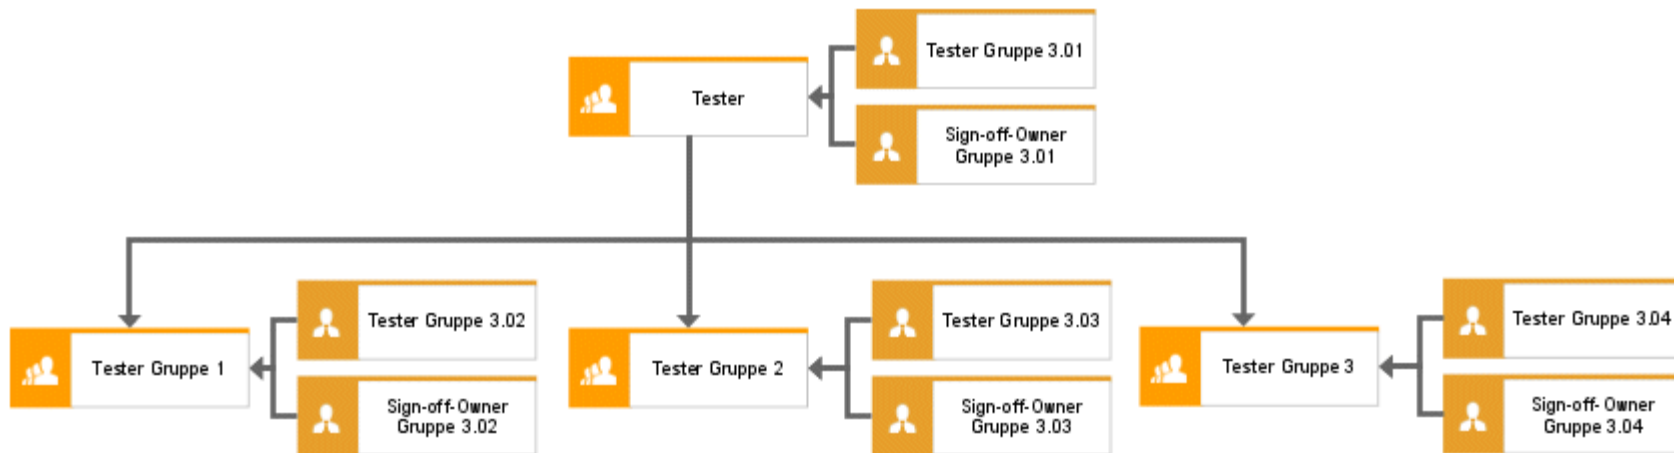 Tester Gruppe 3.01
Tester
Sign-off-Owner
Gruppe 3.01
Tester Gruppe 3.02
Tester Gruppe 1
Sign-off-Owner
Gruppe 3.02
Tester Gruppe 3.03
Tester Gruppe 2
Sign-off-Owner
Gruppe 3.03
Tester Gruppe 3.04
Tester Gruppe 3
Sign-off-Owner
Gruppe 3.04